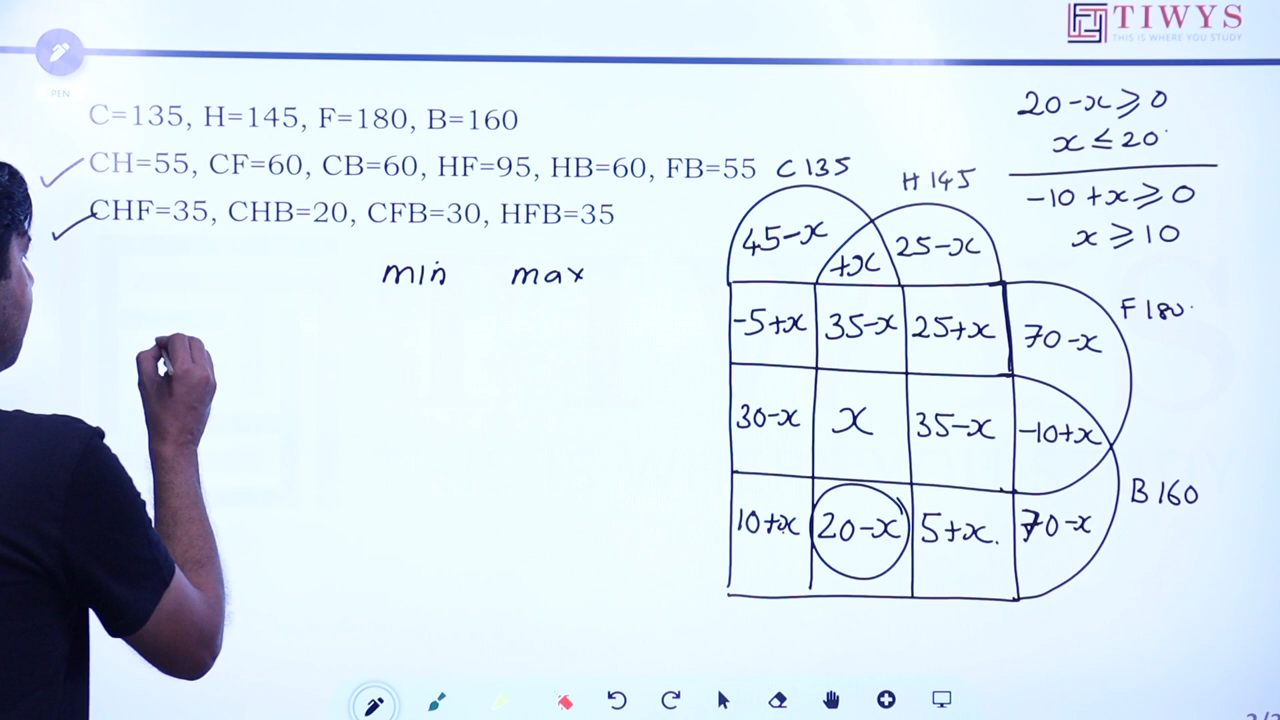 TIWYS
THIS IS WHERE YOU STUDY
PEN
C=135, H=145, F=180, B=160
CH=55, CF=60, CB=60, HF=95, HB=60, FB=55
CHF=35, CHB=20, CFB=30, HFB=35
min max
20-x ≥ 0
x ≤ 20
-10+x ≥ 0
x ≥ 10
C 135
H 145
45-x +x 25-x
-5+x 35-x 25+x 70-x
F 180
30-x x 35-x -10+x
B 160
10+x 20-x 5+x 70-x